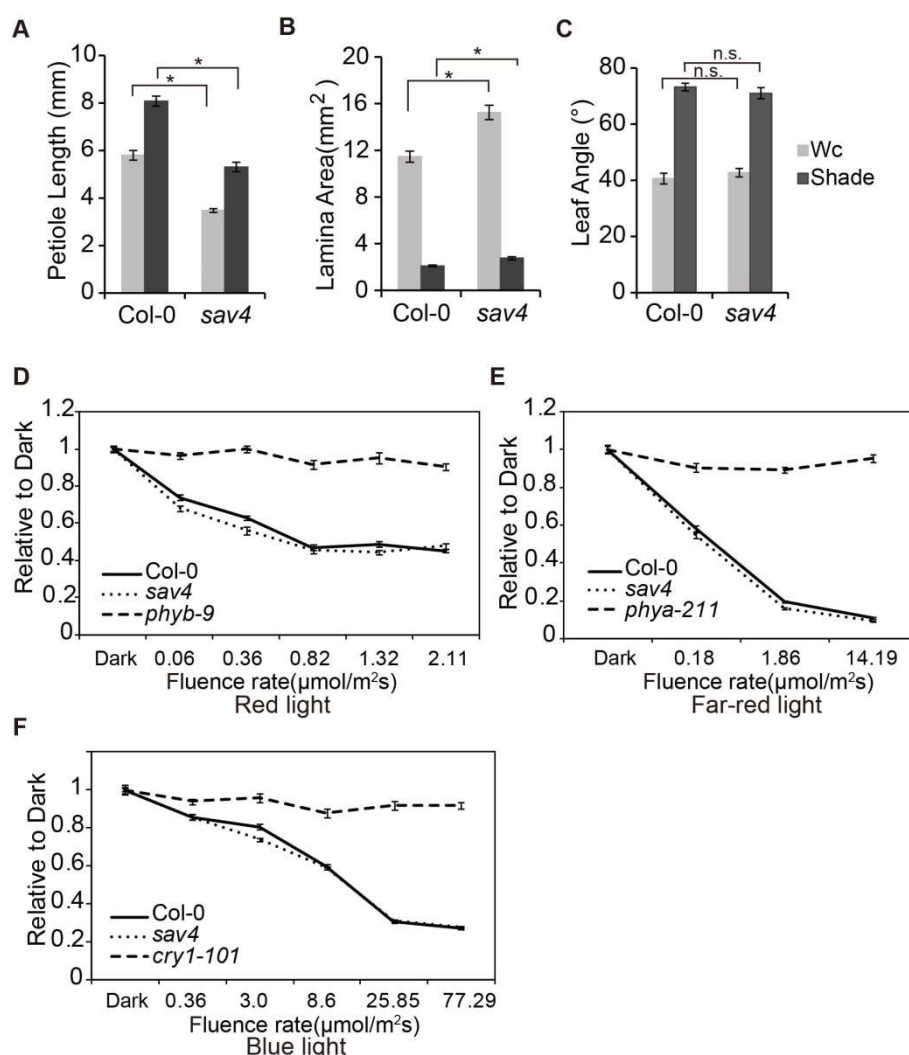 A
Petiole Length (mm)
10
8
6
4
2
0
*
*
Col-0 sav4
B
Lamina Area(mm²)
20
16
12
8
4
0
*
*
Col-0 sav4
C
Leaf Angle (°)
80
60
40
20
0
n.s.
n.s.
Col-0 sav4
Wc
Shade
D
Relative to Dark
1.2
1
0.8
0.6
0.4
0.2
0
Col-0
sav4
phyb-9
Dark 0.06 0.36 0.82 1.32 2.11
Fluence rate(µmol/m²s)
Red light
E
Relative to Dark
1.2
1
0.8
0.6
0.4
0.2
0
Col-0
sav4
phya-211
Dark 0.18 1.86 14.19
Fluence rate(µmol/m²s)
Far-red light
F
Relative to Dark
1
0.8
0.6
0.4
0.2
Col-0
sav4
cry1-101
Dark 0.36 3.0 8.6 25.85 77.29
Fluence rate(µmol/m²s)
Blue light